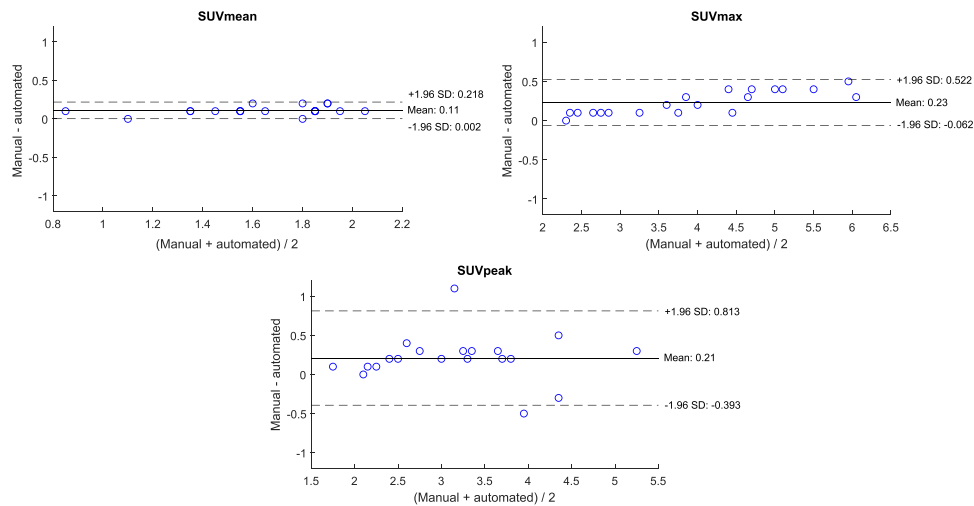 SUVmean
Manual - automated
1
0.5
0
-0.5
-1
+1.96 SD: 0.218
Mean: 0.11
-1.96 SD: 0.002
0.8 1 1.2 1.4 1.6 1.8 2 2.2
(Manual + automated) / 2
SUVmax
Manual - automated
1
0.5
0
-0.5
-1
+1.96 SD: 0.522
Mean: 0.23
-1.96 SD: -0.062
2 2.5 3 3.5 4 4.5 5 5.5 6 6.5
(Manual + automated) / 2
SUVpeak
Manual - automated
1
0.5
0
-0.5
-1
+1.96 SD: 0.813
Mean: 0.21
-1.96 SD: -0.393
1.5 2 2.5 3 3.5 4 4.5 5 5.5
(Manual + automated) / 2